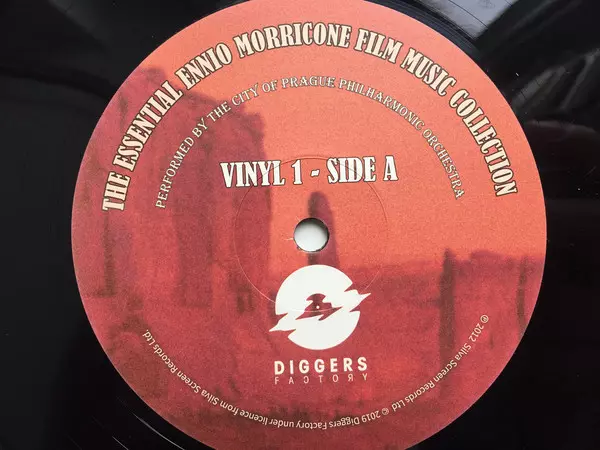 THE ESSENTIAL ENNIO MORRICONE FILM MUSIC COLLECTION
PERFORMED BY THE CITY OF PRAGUE PHILHARMONIC ORCHESTRA
VINYL 1 - SIDE A
DIGGERS
FACTORY
℗ 2012 Silva Screen Records Ltd © 2019 Diggers Factory under licence from Silva Screen Records Ltd.